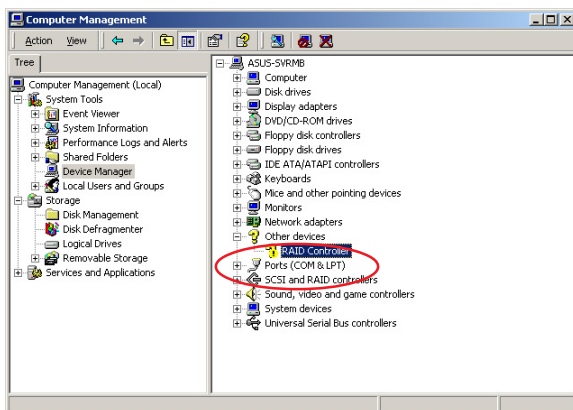 Computer Management
Action View
Tree
Computer Management (Local)
System Tools
Event Viewer
System Information
Performance Logs and Alerts
Shared Folders
Device Manager
Local Users and Groups
Storage
Disk Management
Disk Defragmenter
Logical Drives
Removable Storage
Services and Applications
ASUS-SVRMB
Computer
Disk drives
Display adapters
DVD/CD-ROM drives
Floppy disk controllers
Floppy disk drives
IDE ATA/ATAPI controllers
Keyboards
Mice and other pointing devices
Monitors
Network adapters
Other devices
RAID Controller
Ports (COM & LPT)
SCSI and RAID controllers
Sound, video and game controllers
System devices
Universal Serial Bus controllers